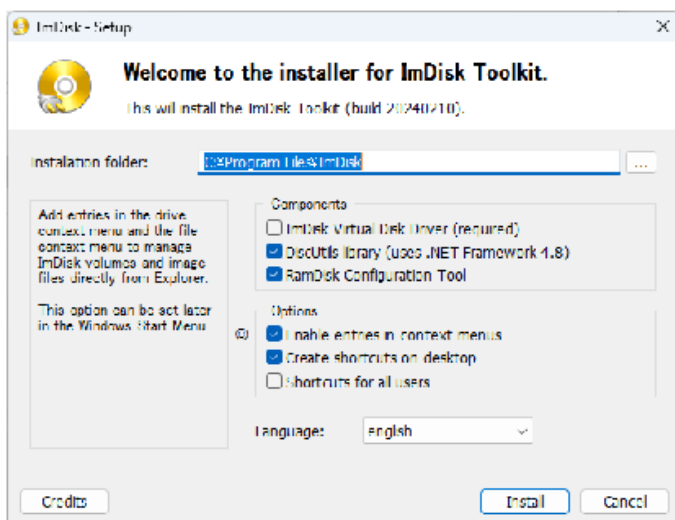 ImDisk - Setup
Welcome to the installer for ImDisk Toolkit.
This will install the ImDisk Toolkit (build 20240210).
Installation folder:
C:¥Program Files¥ImDisk
...
Add entries in the drive
context menu and the file
context menu to manage
ImDisk volumes and image
files directly from Explorer.
This option can be set later
in the Windows Start Menu
Components
ImDisk Virtual Disk Driver (required)
DiscUtils library (uses .NET Framework 4.8)
RamDisk Configuration Tool
Options
Enable entries in context menus
Create shortcuts on desktop
Shortcuts for all users
Language:
english
Credits
Install
Cancel